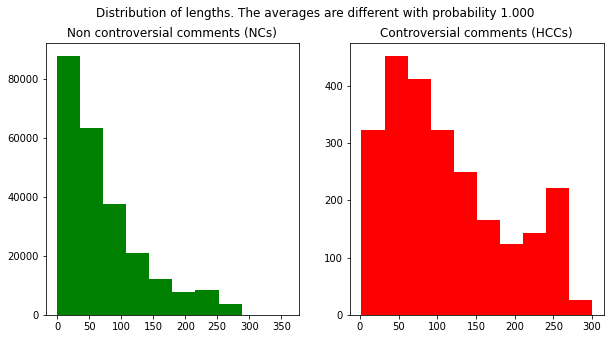 Distribution of lengths. The averages are different with probability 1.000
Non controversial comments (NCs)
80000
60000
40000
20000
0
0 50 100 150 200 250 300 350
Controversial comments (HCCs)
400
300
200
100
0
0 50 100 150 200 250 300